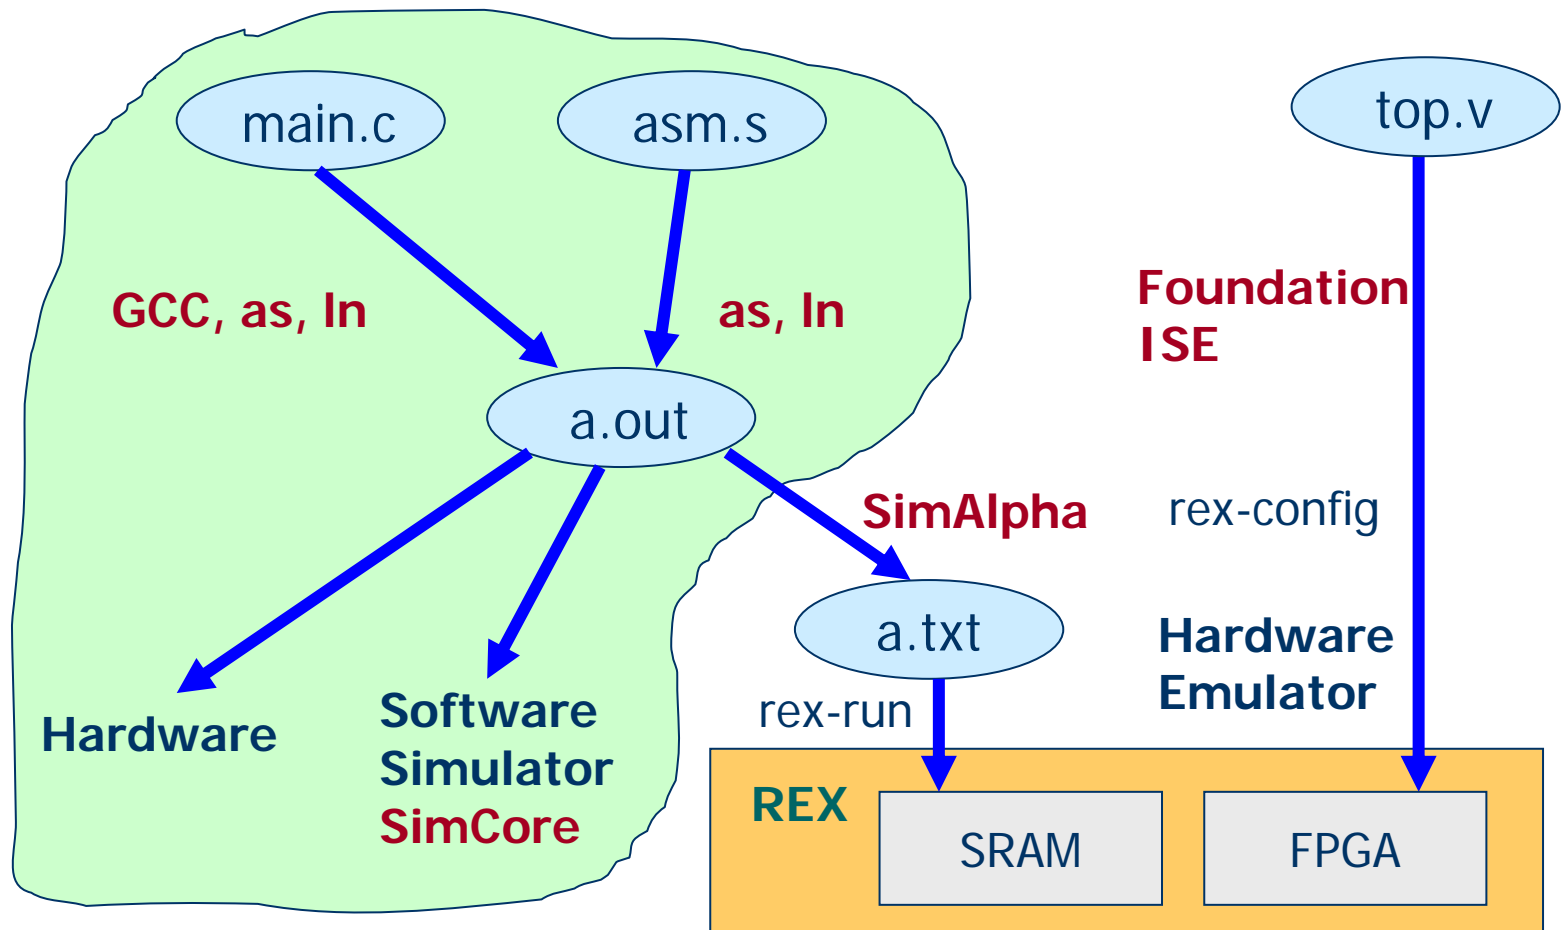 main.c
asm.s
top.v
GCC, as, ln
as, ln
Foundation
ISE
a.out
SimAlpha
rex-config
a.txt
Hardware
Emulator
rex-run
Hardware
Software
Simulator
SimCore
REX
SRAM
FPGA